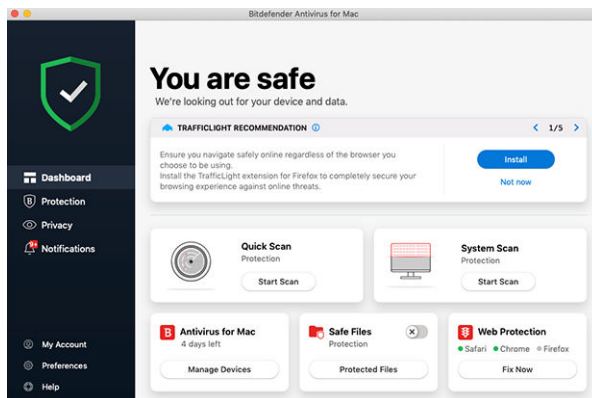 Bitdefender Antivirus for Mac
You are safe
We're looking out for your device and data.
TRAFFICLIGHT RECOMMENDATION
1/5
Ensure you navigate safely online regardless of the browser you
choose to be using.
Install the TrafficLight extension for Firefox to completely secure your
browsing experience against online threats.
Install
Not now
Dashboard
Protection
Privacy
9+
Notifications
Quick Scan
Protection
Start Scan
System Scan
Protection
Start Scan
B
Antivirus for Mac
4 days left
Manage Devices
Safe Files
Protection
Protected Files
Web Protection
Safari Chrome Firefox
Fix Now
My Account
Preferences
Help